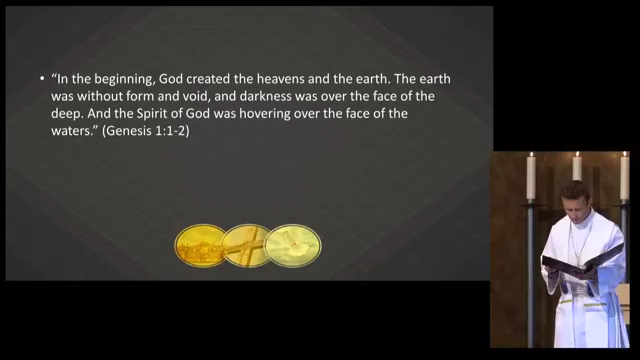 • “In the beginning, God created the heavens and the earth. The earth
was without form and void, and darkness was over the face of the
deep. And the Spirit of God was hovering over the face of the
waters.” (Genesis 1:1-2)